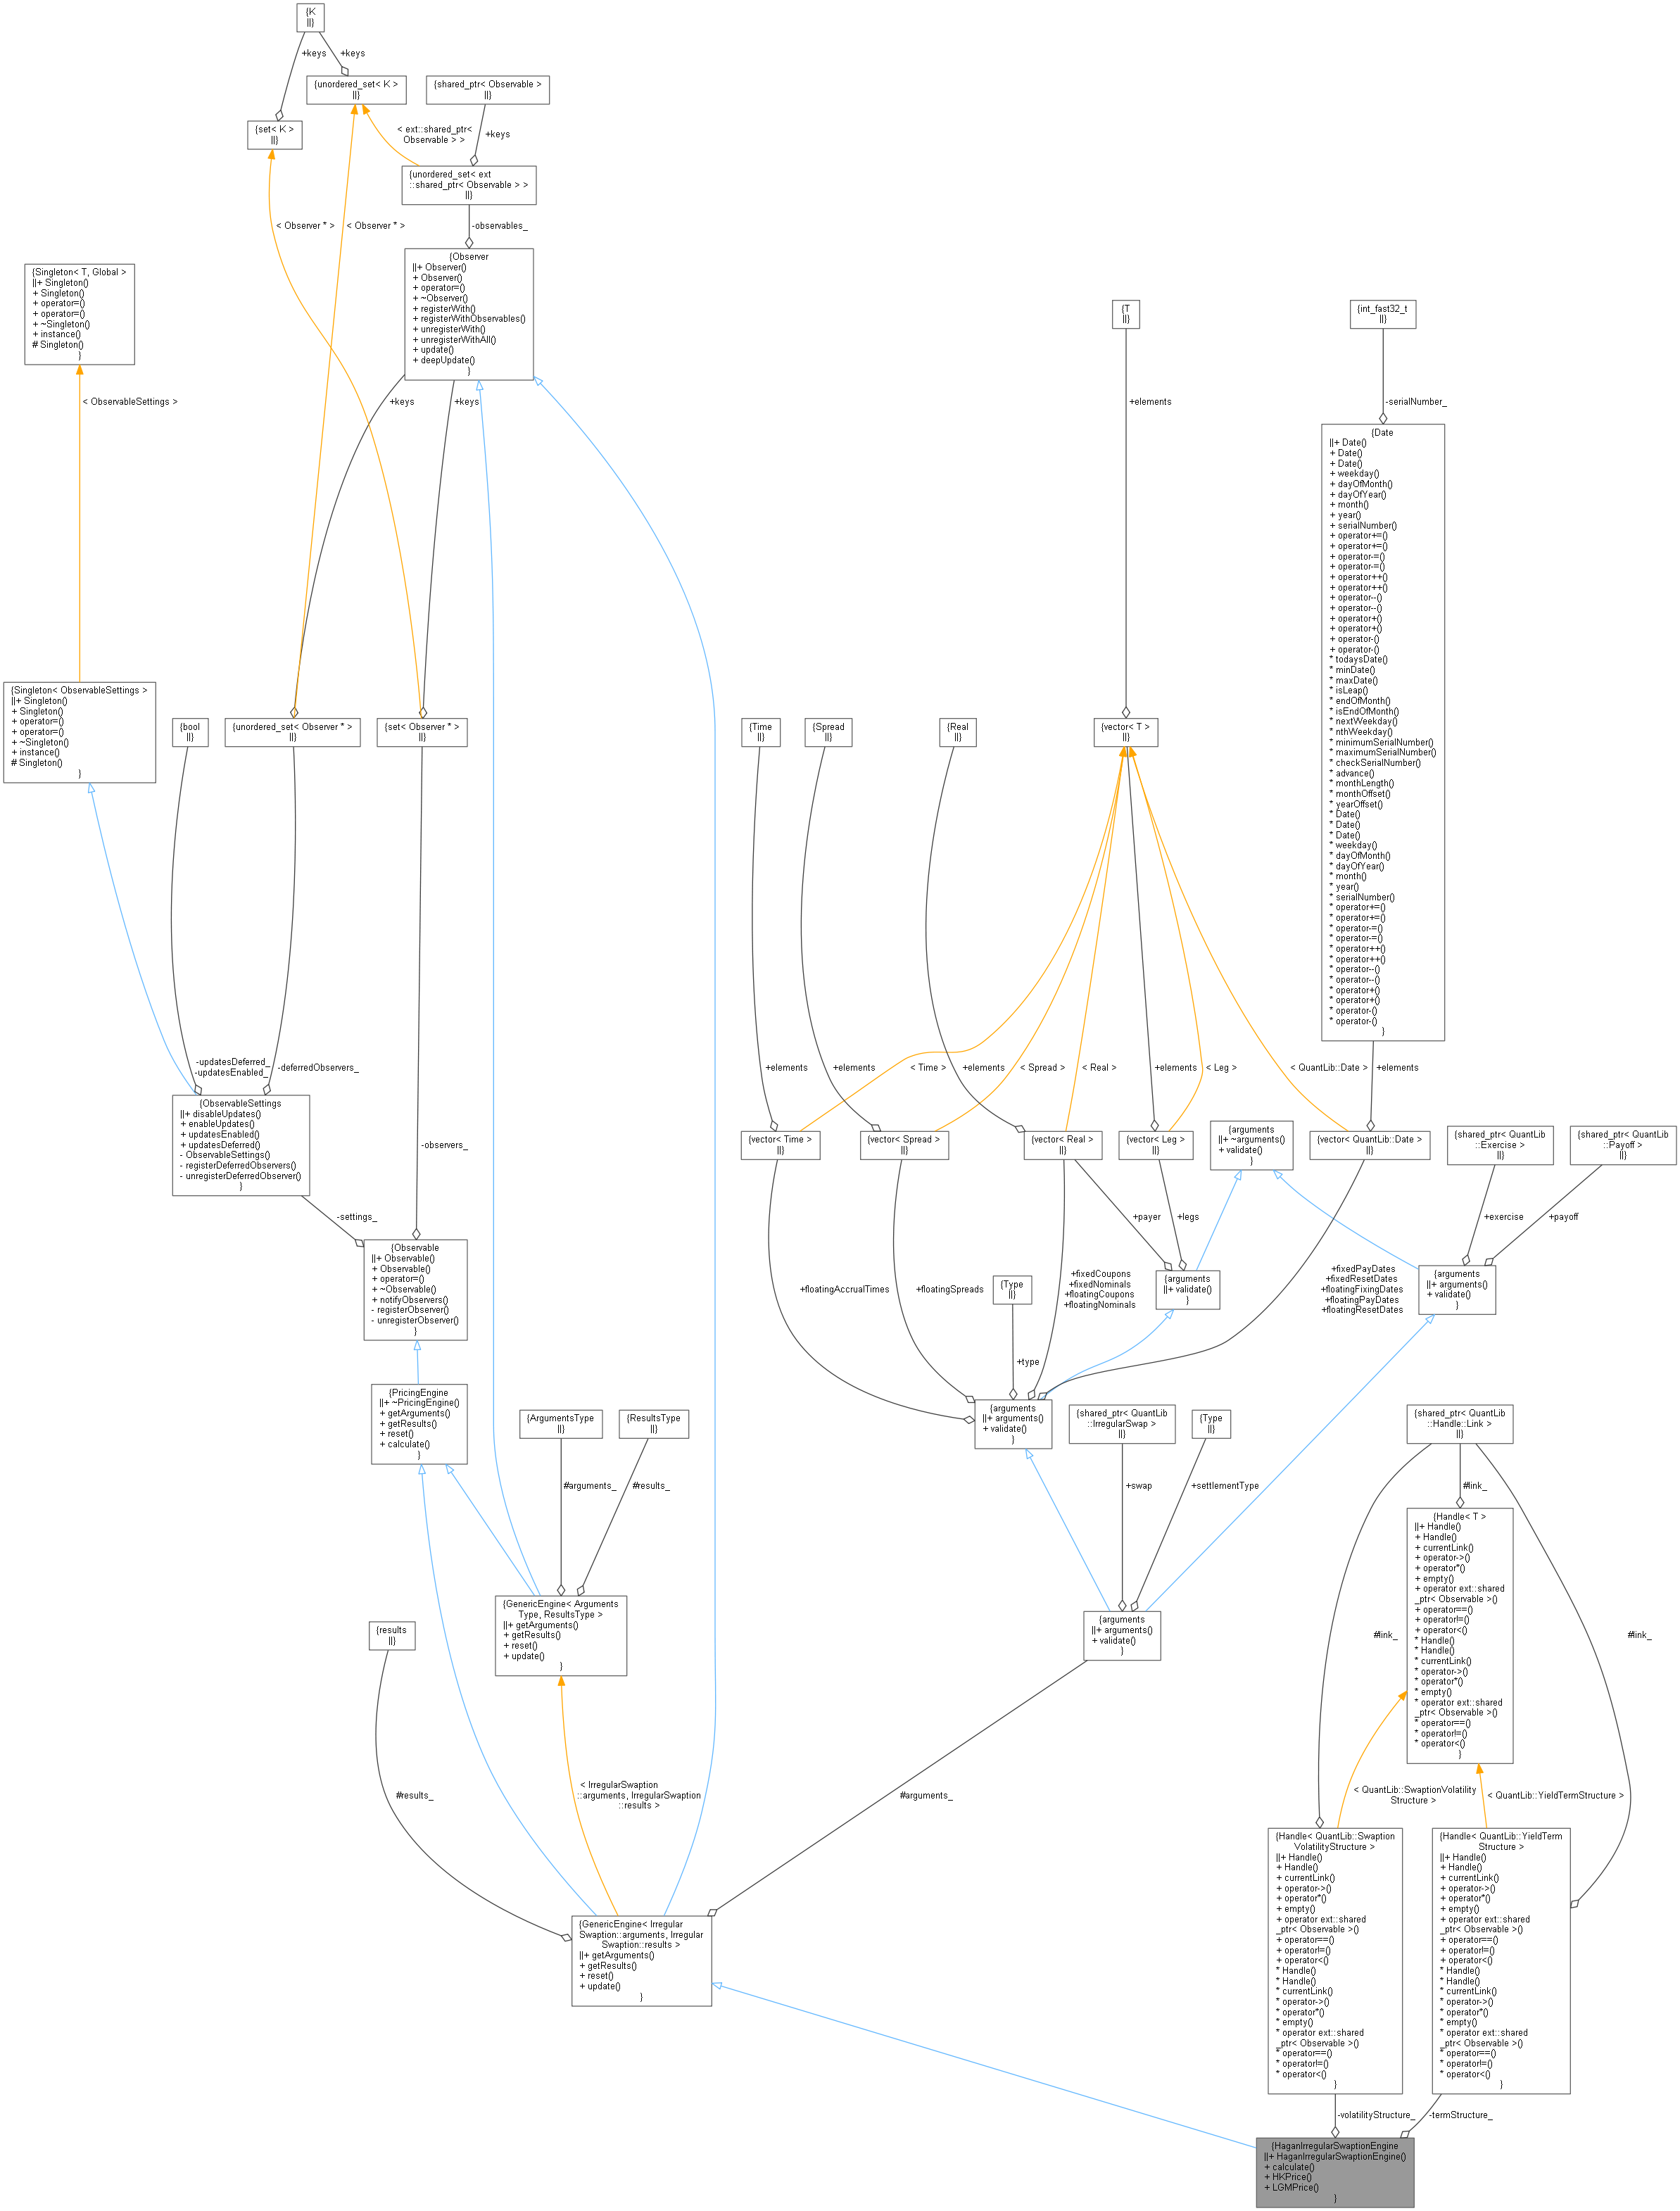 {K
||}
+keys
+keys
{unordered_set< K >
||}
{shared_ptr< Observable >
||}
{set< K >
||}
< ext::shared_ptr<
Observable > >
+keys
{unordered_set< ext
::shared_ptr< Observable > >
||}
< Observer * >
< Observer * >
-observables_
{Observer
||+ Observer()
+ Observer()
+ operator=()
+ ~Observer()
+ registerWith()
+ registerWithObservables()
+ unregisterWith()
+ unregisterWithAll()
+ update()
+ deepUpdate()
}
{Singleton< T, Global >
||+ Singleton()
+ Singleton()
+ operator=()
+ operator=()
+ ~Singleton()
+ instance()
# Singleton()
}
{T
||}
{int_fast32_t
||}
< ObservableSettings >
+keys
+keys
+elements
-serialNumber_
{Date
||+ Date()
+ Date()
+ Date()
+ weekday()
+ dayOfMonth()
+ dayOfYear()
+ month()
+ year()
+ serialNumber()
+ operator+=()
+ operator+=()
+ operator-=()
+ operator-=()
+ operator++()
+ operator++()
+ operator--()
+ operator--()
+ operator+()
+ operator+()
+ operator-()
+ operator-()
* todaysDate()
* minDate()
* maxDate()
* isLeap()
* endOfMonth()
* isEndOfMonth()
* nextWeekday()
* nthWeekday()
* minimumSerialNumber()
* maximumSerialNumber()
* checkSerialNumber()
* advance()
* monthLength()
* monthOffset()
* yearOffset()
* Date()
* Date()
* Date()
* weekday()
* dayOfMonth()
* dayOfYear()
* month()
* year()
* serialNumber()
* operator+=()
* operator+=()
* operator-=()
* operator-=()
* operator++()
* operator++()
* operator--()
* operator--()
* operator+()
* operator+()
* operator-()
* operator-()
}
{Singleton< ObservableSettings >
||+ Singleton()
+ Singleton()
+ operator=()
+ operator=()
+ ~Singleton()
+ instance()
# Singleton()
}
{bool
||}
{unordered_set< Observer * >
||}
{set< Observer * >
||}
{Time
||}
{Spread
||}
{Real
||}
{vector< T >
||}
-updatesDeferred_
-updatesEnabled_
-deferredObservers_
+elements
+elements
< Time >
+elements
< Spread >
< Real >
+elements
< Leg >
< QuantLib::Date >
+elements
{ObservableSettings
||+ disableUpdates()
+ enableUpdates()
+ updatesEnabled()
+ updatesDeferred()
- ObservableSettings()
- registerDeferredObservers()
- unregisterDeferredObserver()
}
-observers_
{vector< Time >
||}
{vector< Spread >
||}
{vector< Real >
||}
{vector< Leg >
||}
{arguments
||+ ~arguments()
+ validate()
}
{vector< QuantLib::Date >
||}
{shared_ptr< QuantLib
::Exercise >
||}
{shared_ptr< QuantLib
::Payoff >
||}
-settings_
+payer
+legs
+exercise
+payoff
{Observable
||+ Observable()
+ Observable()
+ operator=()
+ ~Observable()
+ notifyObservers()
- registerObserver()
- unregisterObserver()
}
+floatingAccrualTimes
+floatingSpreads
{Type
||}
+fixedCoupons
+fixedNominals
+floatingCoupons
+floatingNominals
{arguments
||+ validate()
}
+fixedPayDates
+fixedResetDates
+floatingFixingDates
+floatingPayDates
+floatingResetDates
{arguments
||+ arguments()
+ validate()
}
+type
{PricingEngine
||+ ~PricingEngine()
+ getArguments()
+ getResults()
+ reset()
+ calculate()
}
{ArgumentsType
||}
{ResultsType
||}
{arguments
||+ arguments()
+ validate()
}
{shared_ptr< QuantLib
::IrregularSwap >
||}
{Type
||}
{shared_ptr< QuantLib
::Handle::Link >
||}
#arguments_
#results_
+swap
+settlementType
#link_
{Handle< T >
||+ Handle()
+ Handle()
+ currentLink()
+ operator->()
+ operator*()
+ empty()
+ operator ext::shared
_ptr< Observable >()
+ operator==()
+ operator!=()
+ operator<()
* Handle()
* Handle()
* currentLink()
* operator->()
* operator*()
* empty()
* operator ext::shared
_ptr< Observable >()
* operator==()
* operator!=()
* operator<()
}
{results
||}
{GenericEngine< Arguments
Type, ResultsType >
||+ getArguments()
+ getResults()
+ reset()
+ update()
}
{arguments
||+ arguments()
+ validate()
}
#link_
#link_
#results_
< IrregularSwaption
::arguments, IrregularSwaption
::results >
#arguments_
< QuantLib::SwaptionVolatility
Structure >
< QuantLib::YieldTermStructure >
{Handle< QuantLib::Swaption
VolatilityStructure >
||+ Handle()
+ Handle()
+ currentLink()
+ operator->()
+ operator*()
+ empty()
+ operator ext::shared
_ptr< Observable >()
+ operator==()
+ operator!=()
+ operator<()
* Handle()
* Handle()
* currentLink()
* operator->()
* operator*()
* empty()
* operator ext::shared
_ptr< Observable >()
* operator==()
* operator!=()
* operator<()
}
{Handle< QuantLib::YieldTerm
Structure >
||+ Handle()
+ Handle()
+ currentLink()
+ operator->()
+ operator*()
+ empty()
+ operator ext::shared
_ptr< Observable >()
+ operator==()
+ operator!=()
+ operator<()
* Handle()
* Handle()
* currentLink()
* operator->()
* operator*()
* empty()
* operator ext::shared
_ptr< Observable >()
* operator==()
* operator!=()
* operator<()
}
{GenericEngine< Irregular
Swaption::arguments, Irregular
Swaption::results >
||+ getArguments()
+ getResults()
+ reset()
+ update()
}
-volatilityStructure_
-termStructure_
{HaganIrregularSwaptionEngine
||+ HaganIrregularSwaptionEngine()
+ calculate()
+ HKPrice()
+ LGMPrice()
}